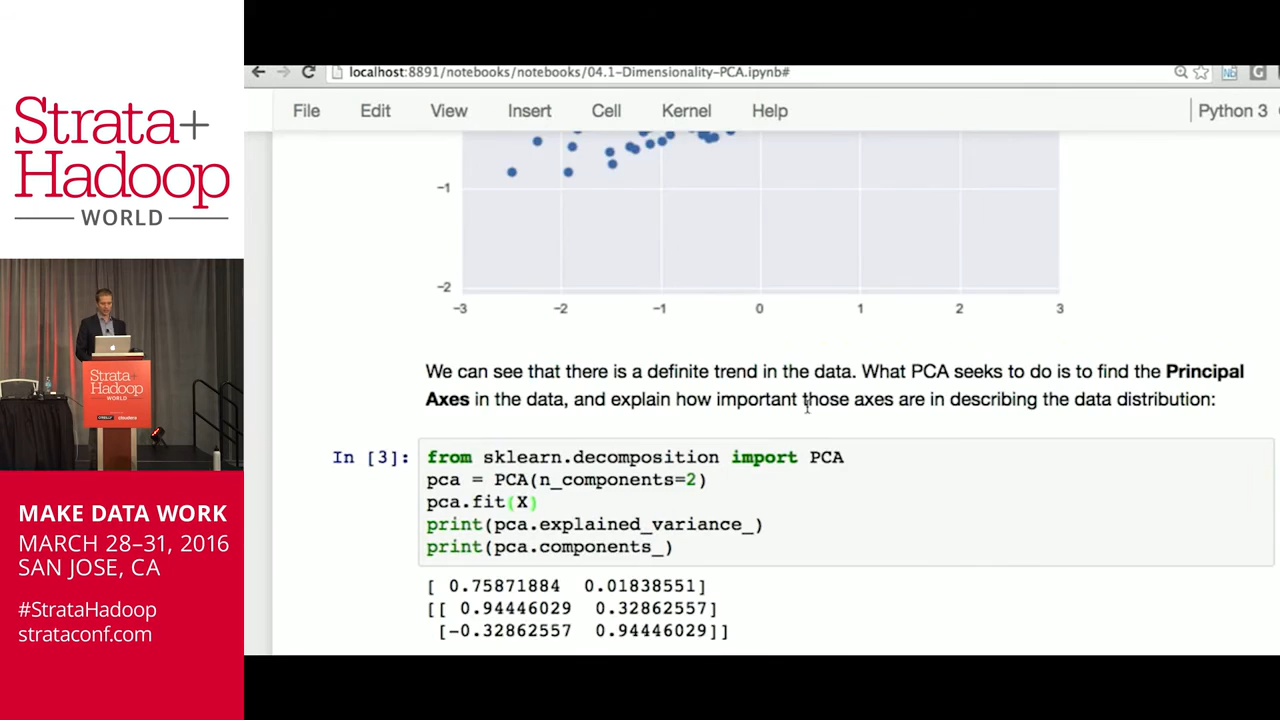 Strata+
Hadoop
WORLD
Strata+
Hadoop
WORLD
MAKE DATA WORK
MARCH 28–31, 2016
SAN JOSE, CA
#StrataHadoop
strataconf.com
localhost:8891/notebooks/notebooks/04.1-Dimensionality-PCA.ipynb#
File Edit View Insert Cell Kernel Help Python 3
−1
−2
−3 −2 −1 0 1 2 3
We can see that there is a definite trend in the data. What PCA seeks to do is to find the Principal
Axes in the data, and explain how important those axes are in describing the data distribution:
In [3]: from sklearn.decomposition import PCA
pca = PCA(n_components=2)
pca.fit(X)
print(pca.explained_variance_)
print(pca.components_)
[ 0.75871884 0.01838551]
[[ 0.94446029 0.32862557]
[-0.32862557 0.94446029]]